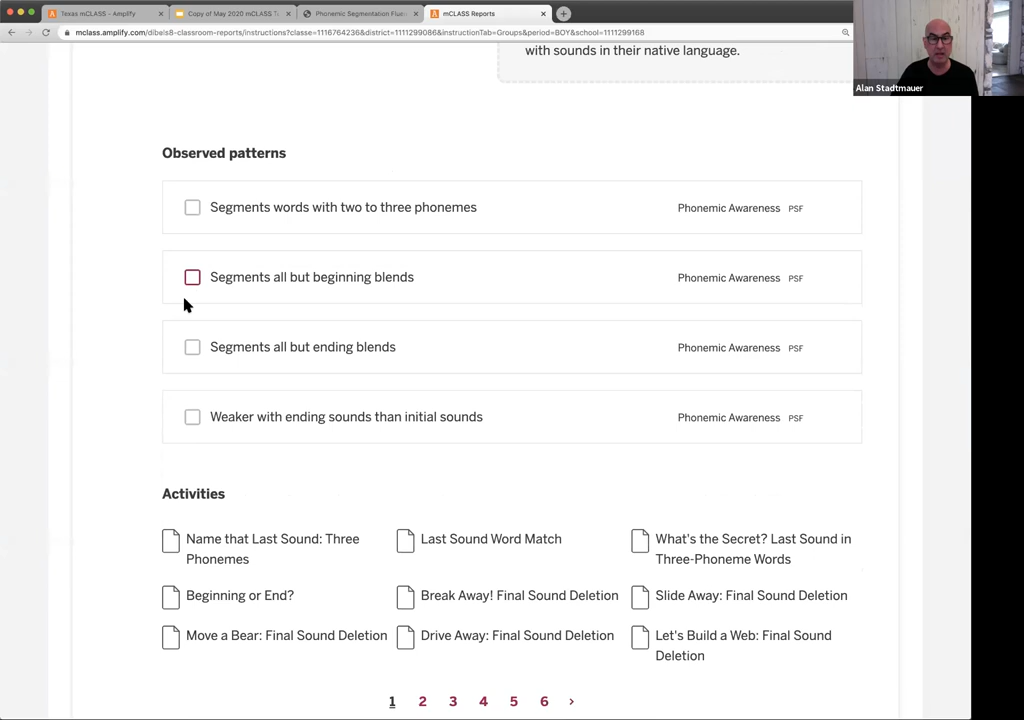 Texas mCLASS - Amplify
Copy of May 2020 mCLASS T
Phonemic Segmentation Fluen
mCLASS Reports
mclass.amplify.com/dibels8-classroom-reports/instructions?classe=1116764236&district=1111299086&instructionTab=Groups&period=BOY&school=1111299168
Alan Stadtmauer
with sounds in their native language.
Observed patterns
Segments words with two to three phonemes
Phonemic Awareness PSF
Segments all but beginning blends
Phonemic Awareness PSF
Segments all but ending blends
Phonemic Awareness PSF
Weaker with ending sounds than initial sounds
Phonemic Awareness PSF
Activities
Name that Last Sound: Three
Phonemes
Last Sound Word Match
What's the Secret? Last Sound in
Three-Phoneme Words
Beginning or End?
Break Away! Final Sound Deletion
Slide Away: Final Sound Deletion
Move a Bear: Final Sound Deletion
Drive Away: Final Sound Deletion
Let's Build a Web: Final Sound
Deletion
1 2 3 4 5 6 >